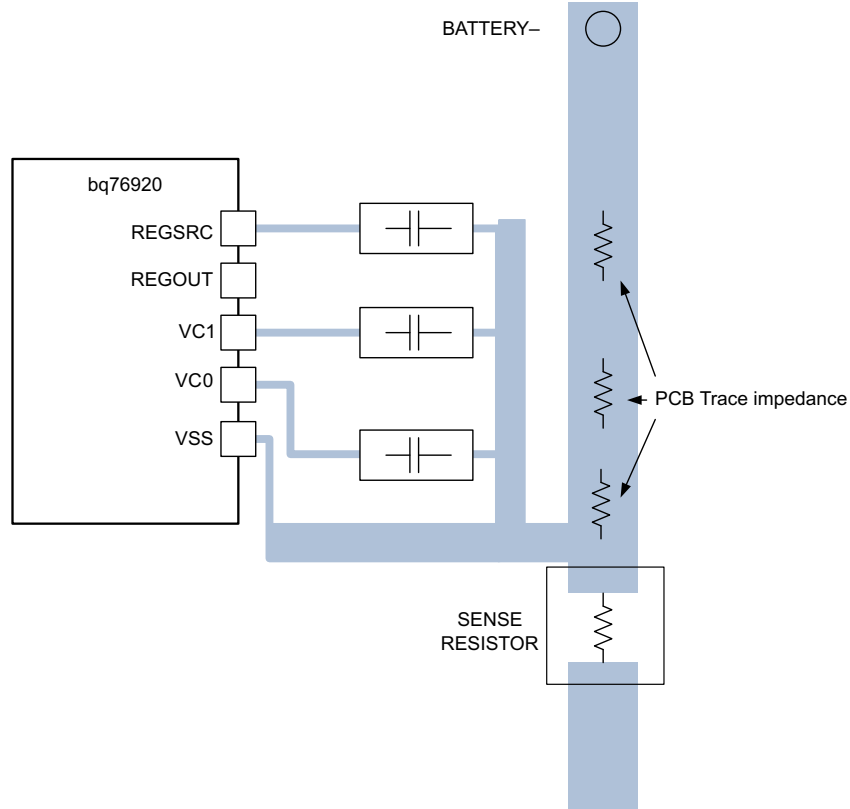 BATTERY–
bq76920
REGSRC
REGOUT
VC1
VC0
VSS
PCB Trace impedance
SENSE
RESISTOR